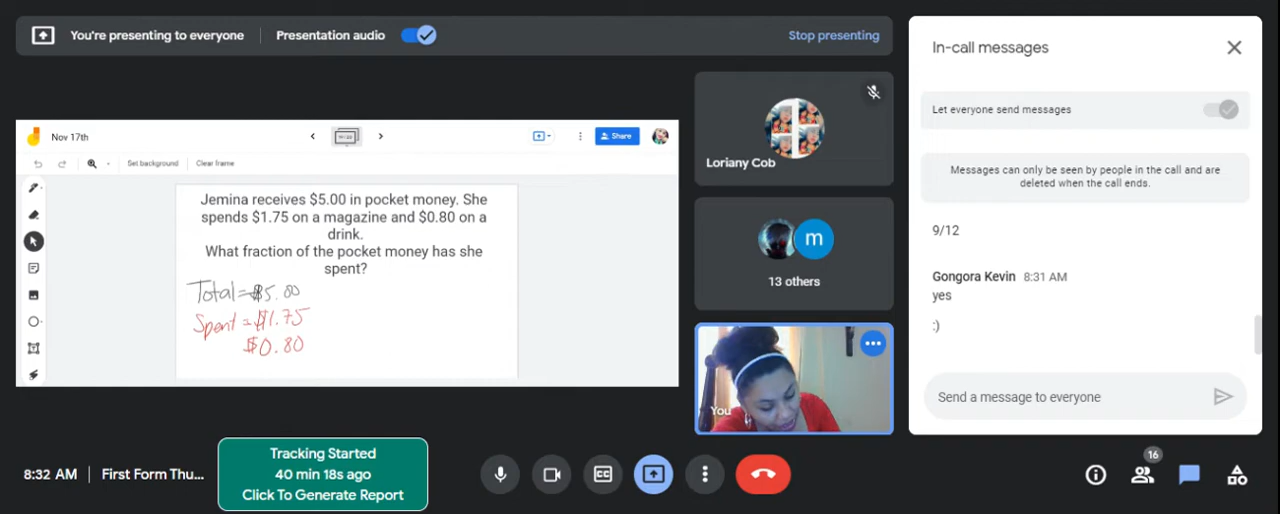 You're presenting to everyone
Presentation audio
Stop presenting
Nov 17th
Share
Set background
Clear frame
Jemina receives $5.00 in pocket money. She
spends $1.75 on a magazine and $0.80 on a
drink.
What fraction of the pocket money has she
spent?
Total = $5.00
Spent = $1.75
$0.80
Loriany Cob
m
13 others
You
In-call messages
Let everyone send messages
Messages can only be seen by people in the call and are
deleted when the call ends.
9/12
Gongora Kevin 8:31 AM
yes
:)
Send a message to everyone
8:32 AM
First Form Thu...
Tracking Started
40 min 18s ago
Click To Generate Report
16